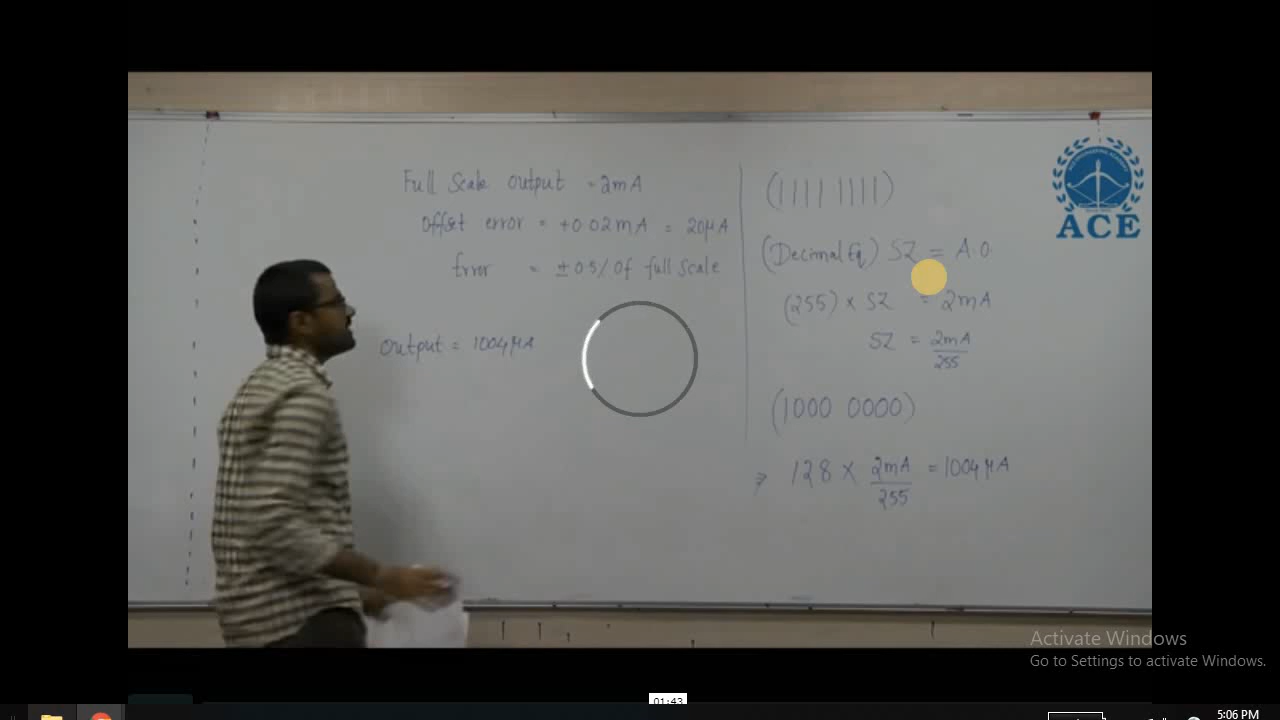 Full Scale output = 2mA
Offset error = +0.02mA = 20μA
Error = ±0.5% Of full scale
output = 1004μA
(1111 1111)
(Decimal Eq) SZ = A.O
(255) × SZ = 2mA
SZ = 2mA
255
(1000 0000)
⇒ 128 × 2mA = 1004μA
255
ACE
Activate Windows
Go to Settings to activate Windows.
01:43
5:06 PM